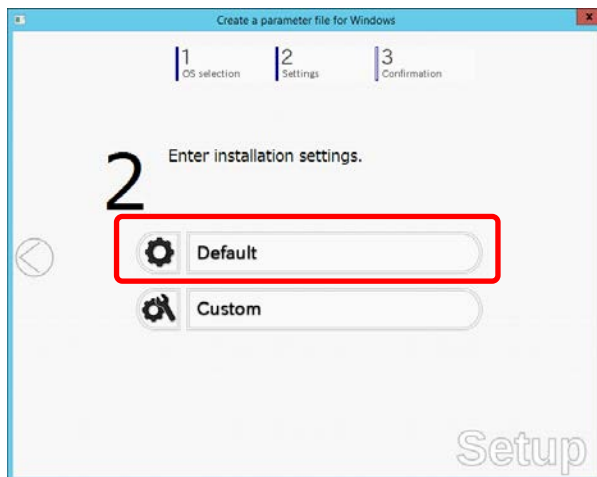 Create a parameter file for Windows
x
1 2 3
OS selection Settings Confirmation
2 Enter installation settings.
Default
Custom
Setup